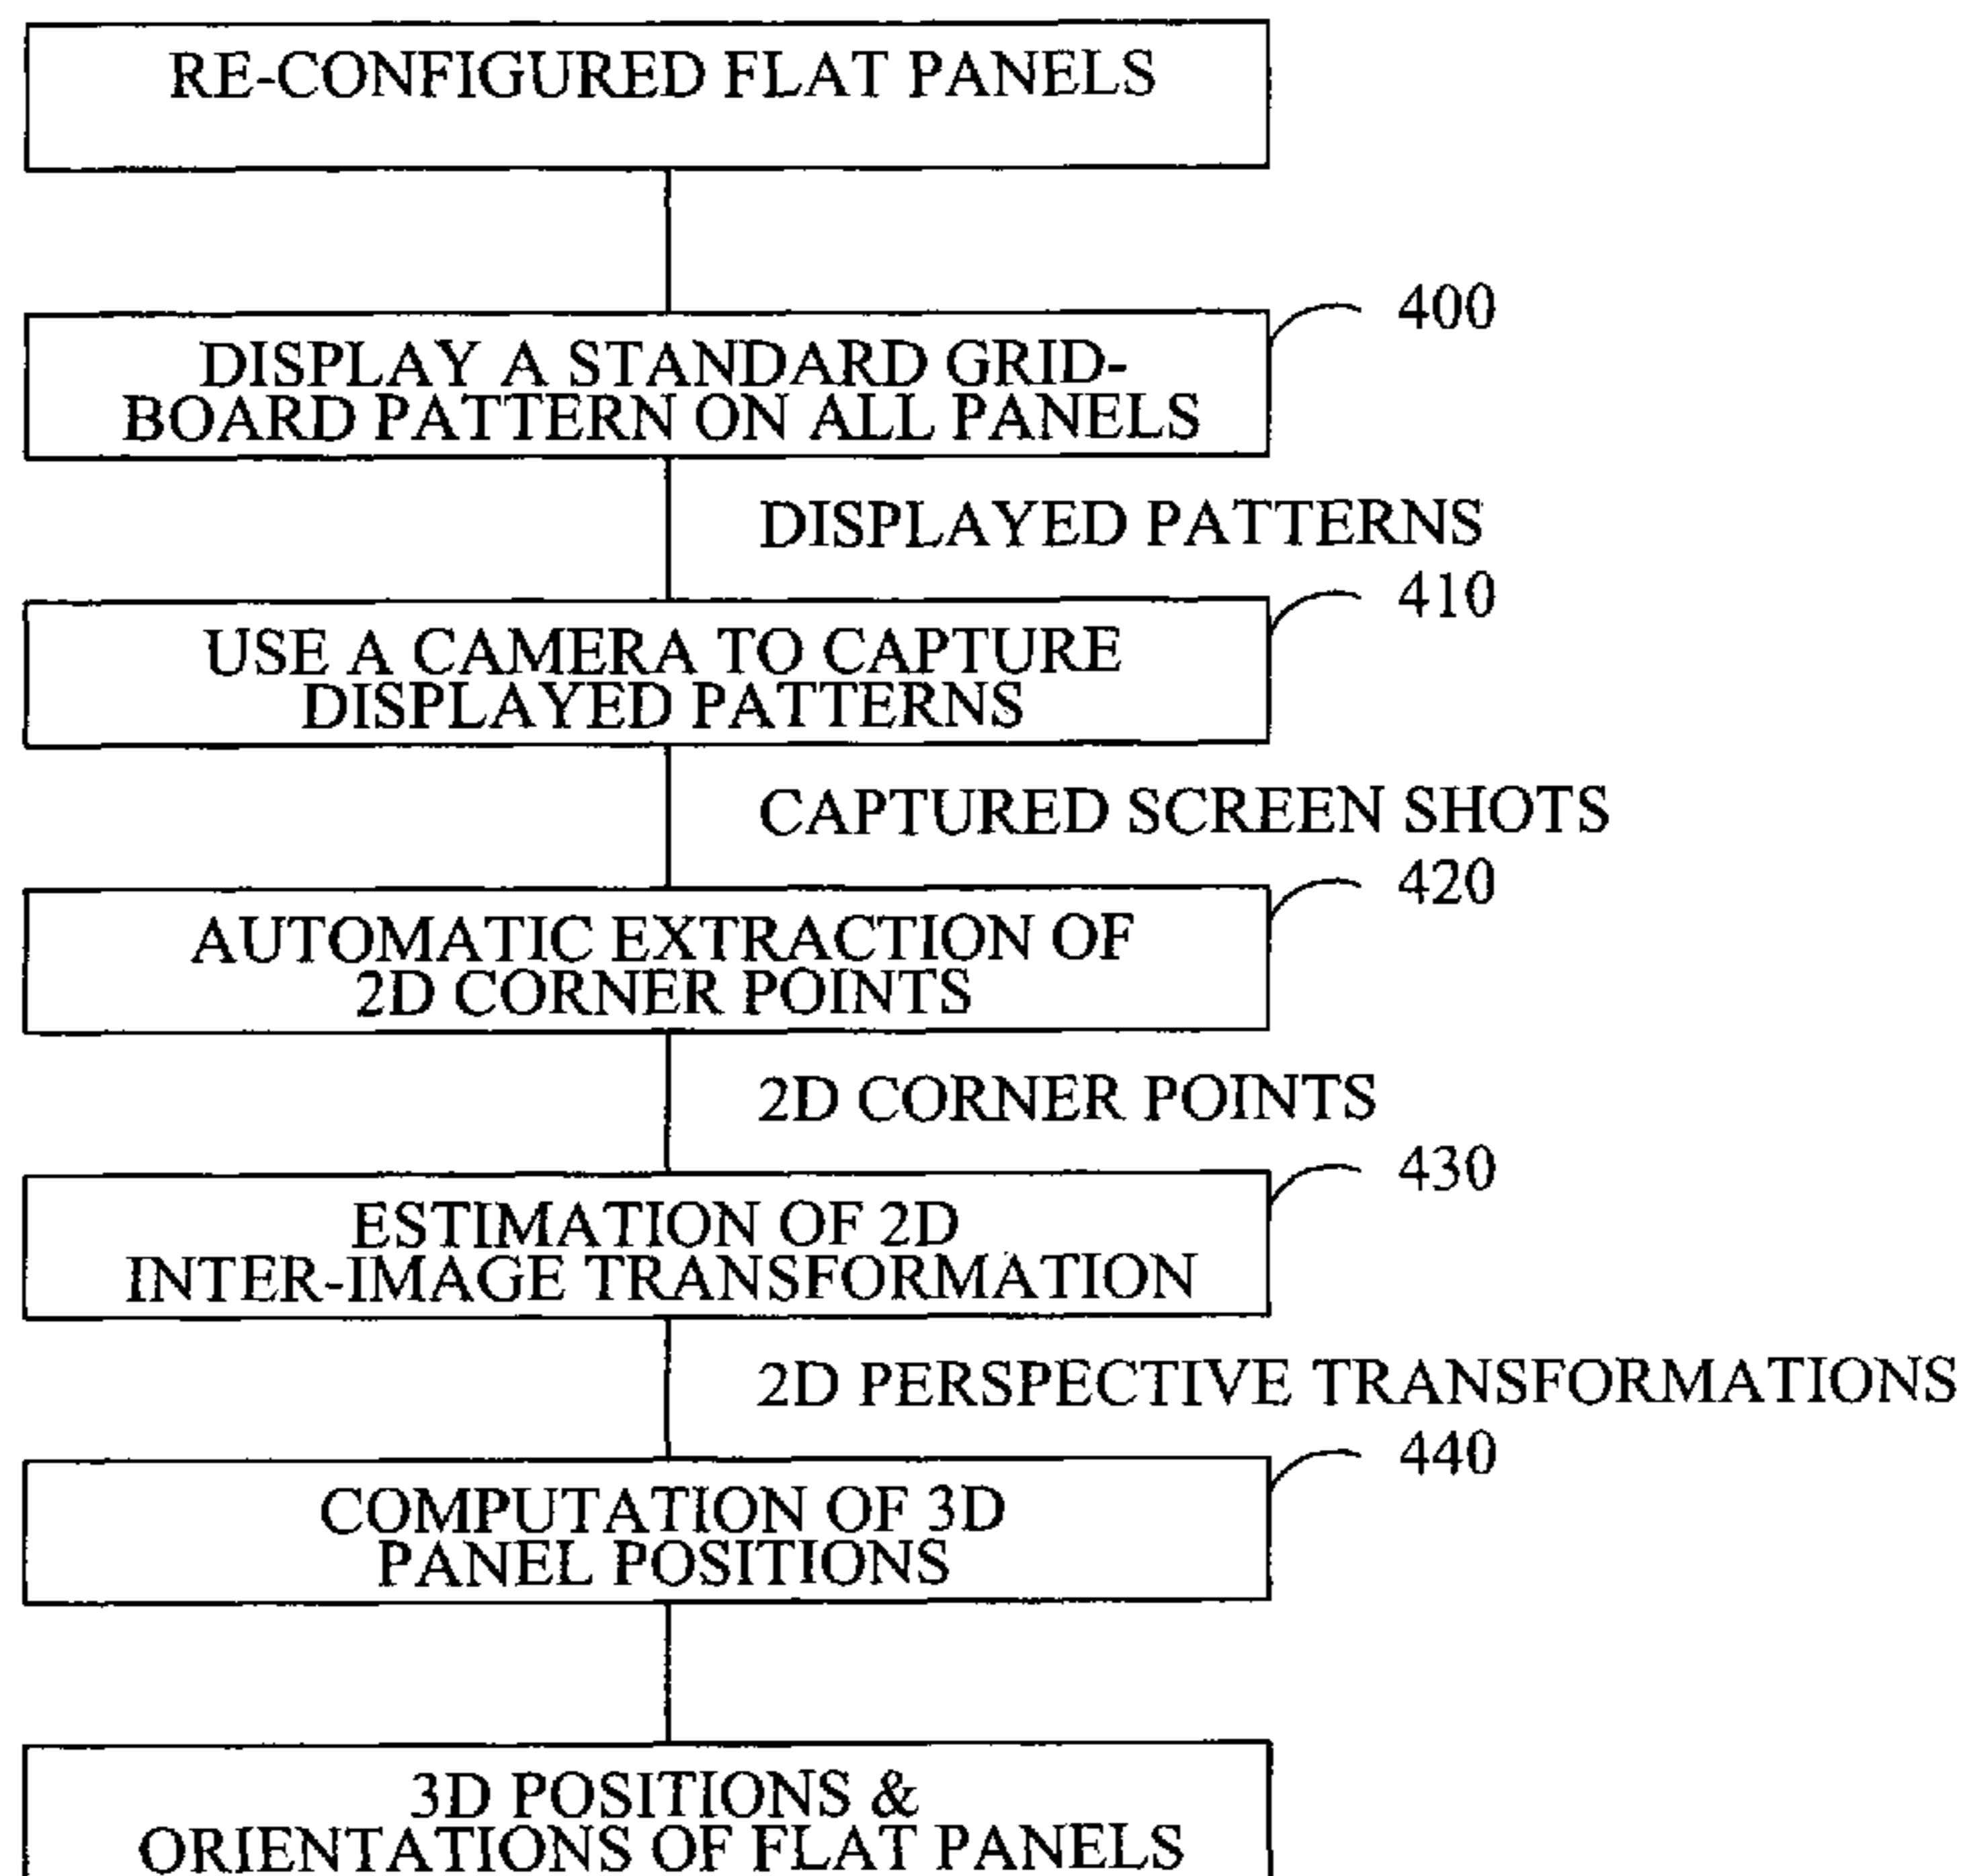 RE-CONFIGURED FLAT PANELS
400
DISPLAY A STANDARD GRID-
BOARD PATTERN ON ALL PANELS
DISPLAYED PATTERNS
410
USE A CAMERA TO CAPTURE
DISPLAYED PATTERNS
CAPTURED SCREEN SHOTS
420
AUTOMATIC EXTRACTION OF
2D CORNER POINTS
2D CORNER POINTS
430
ESTIMATION OF 2D
INTER-IMAGE TRANSFORMATION
2D PERSPECTIVE TRANSFORMATIONS
440
COMPUTATION OF 3D
PANEL POSITIONS
3D POSITIONS &
ORIENTATIONS OF FLAT PANELS